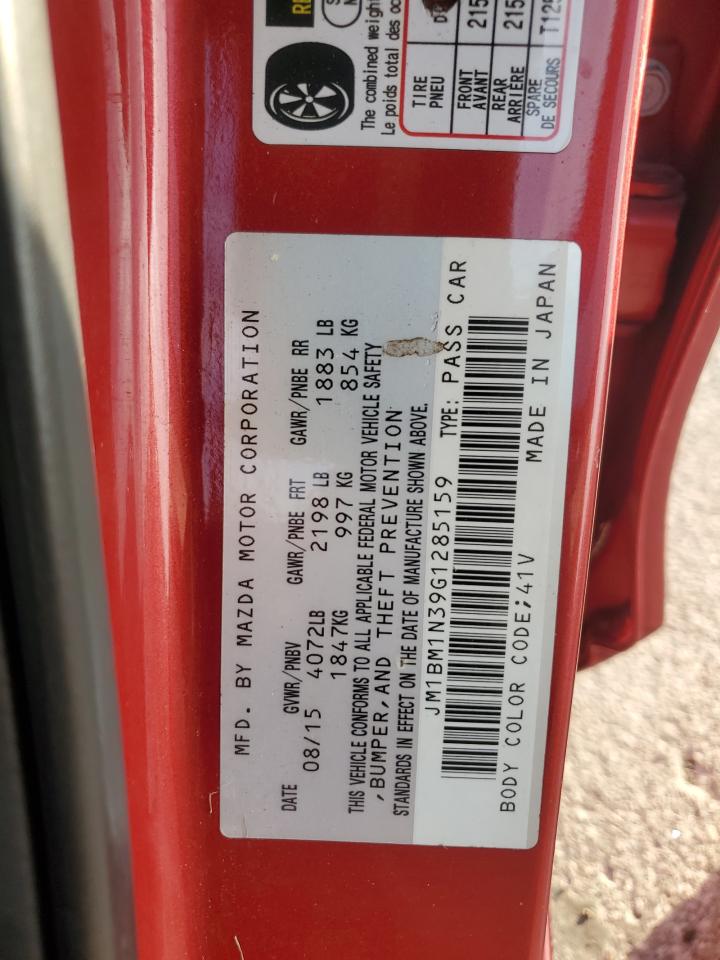 RE
The combined weight
Le poids total des oc
TIRE
PNEU
FRONT
AVANT
215
REAR
ARRIÈRE
215
SPARE
DE SECOURS
T125
MFD. BY MAZDA MOTOR CORPORATION
DATE GVWR/PNBV GAWR/PNBE FRT GAWR/PNBE RR
08/15 4072LB 2198 LB 1883 LB
1847KG 997 KG 854 KG
THIS VEHICLE CONFORMS TO ALL APPLICABLE FEDERAL MOTOR VEHICLE SAFETY
,BUMPER,AND THEFT PREVENTION
STANDARDS IN EFFECT ON THE DATE OF MANUFACTURE SHOWN ABOVE.
JM1BM1N39G1285159 TYPE: PASS CAR
MADE IN JAPAN
BODY COLOR CODE;41V